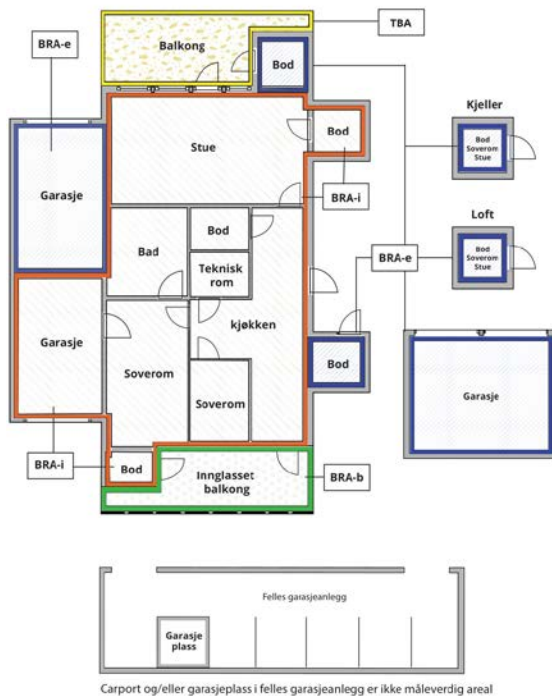 TBA
BRA-e
Balkong
Bod
Kjeller
Bod
Soverom
Stue
Stue
Bod
Garasje
BRA-i
Loft
Bod
Bod
Soverom
Stue
Bad
BRA-e
Teknisk
rom
Garasje
kjøkken
Soverom
Bod
Garasje
Soverom
BRA-i
Bod
Innglasset
balkong
BRA-b
Felles garasjeanlegg
Garasje
plass
Carport og/eller garasjeplass i felles garasjeanlegg er ikke måleverdig areal